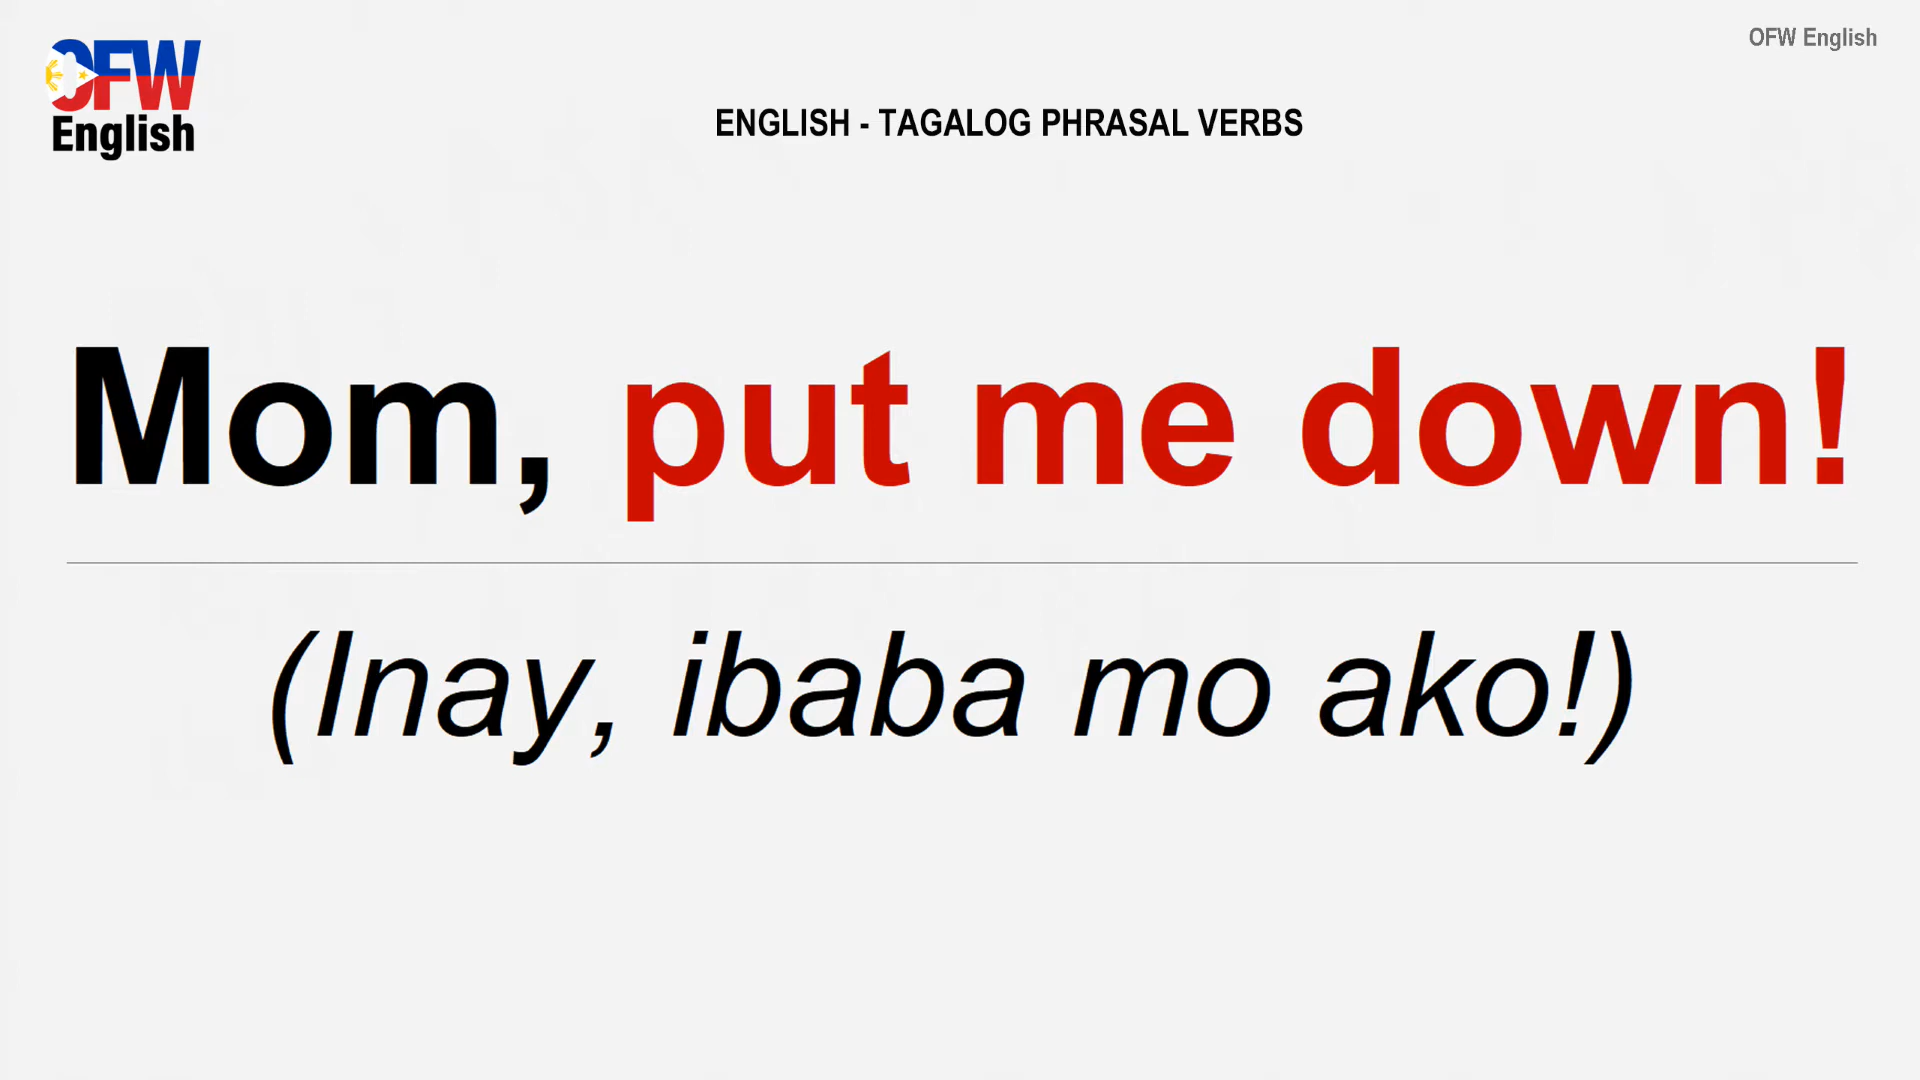 OFW English
OFW
English
ENGLISH - TAGALOG PHRASAL VERBS
Mom, put me down!
(Inay, ibaba mo ako!)